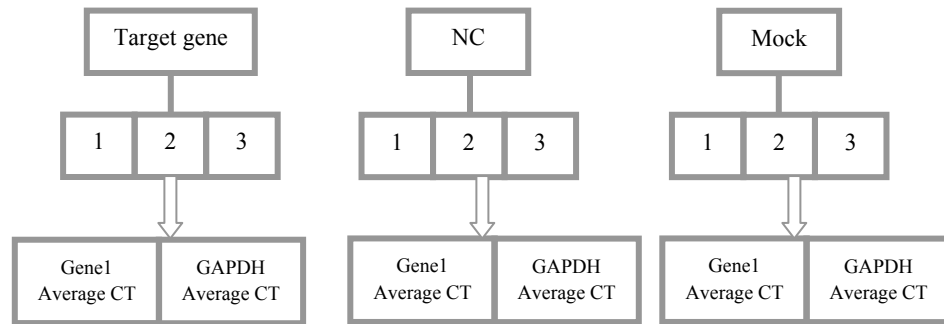 Target gene
NC
Mock
1 2 3
1 2 3
1 2 3
Gene1
Average CT
GAPDH
Average CT
Gene1
Average CT
GAPDH
Average CT
Gene1
Average CT
GAPDH
Average CT